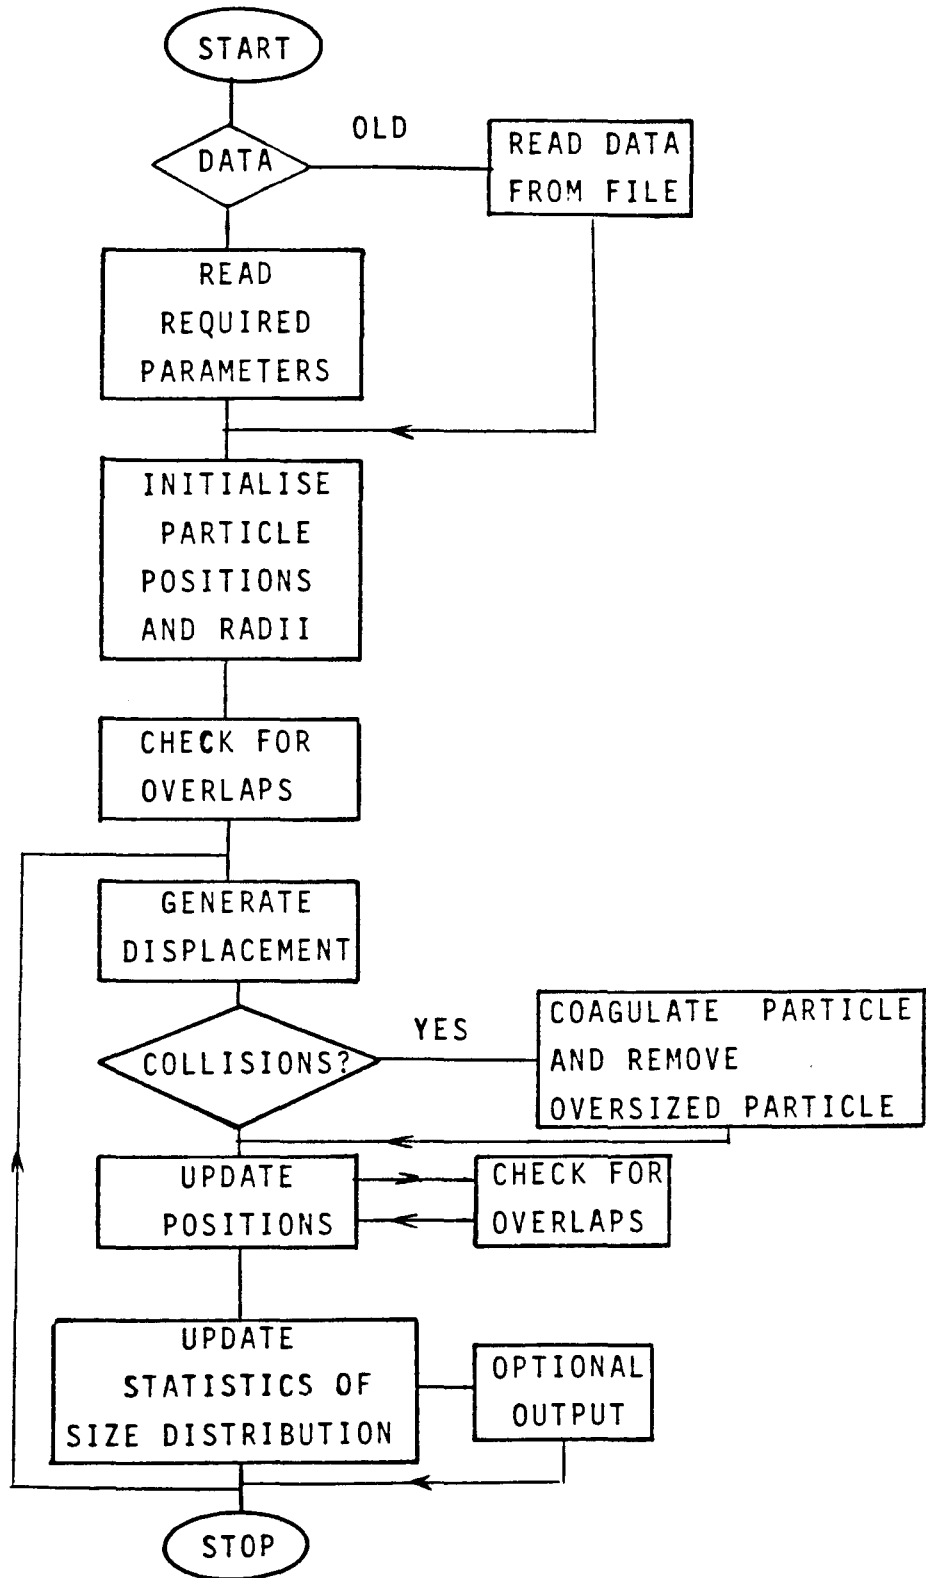 START
DATA
OLD
READ DATA
FROM FILE
READ
REQUIRED
PARAMETERS
INITIALISE
PARTICLE
POSITIONS
AND RADII
CHECK FOR
OVERLAPS
GENERATE
DISPLACEMENT
COLLISIONS?
YES
COAGULATE PARTICLE
AND REMOVE
OVERSIZED PARTICLE
UPDATE
POSITIONS
CHECK FOR
OVERLAPS
UPDATE
STATISTICS OF
SIZE DISTRIBUTION
OPTIONAL
OUTPUT
STOP